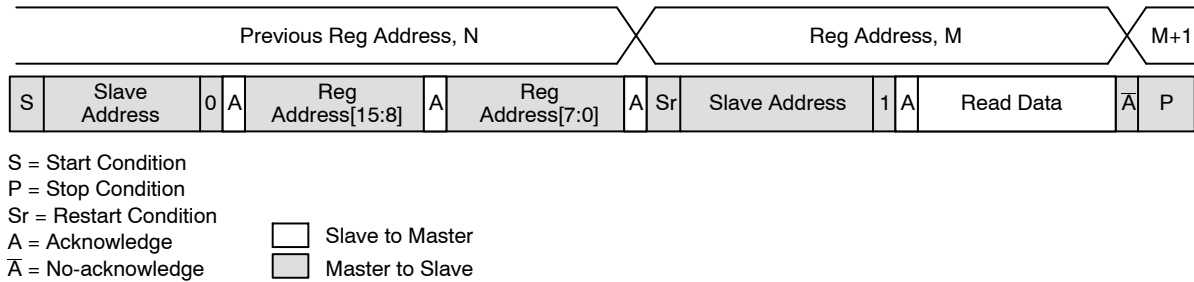 Previous Reg Address, N Reg Address, M M+1
S Slave Address 0 A Reg Address[15:8] A Reg Address[7:0] A Sr Slave Address 1 A Read Data A̅ P
S = Start Condition
P = Stop Condition
Sr = Restart Condition
A = Acknowledge
A̅ = No-acknowledge
Slave to Master
Master to Slave